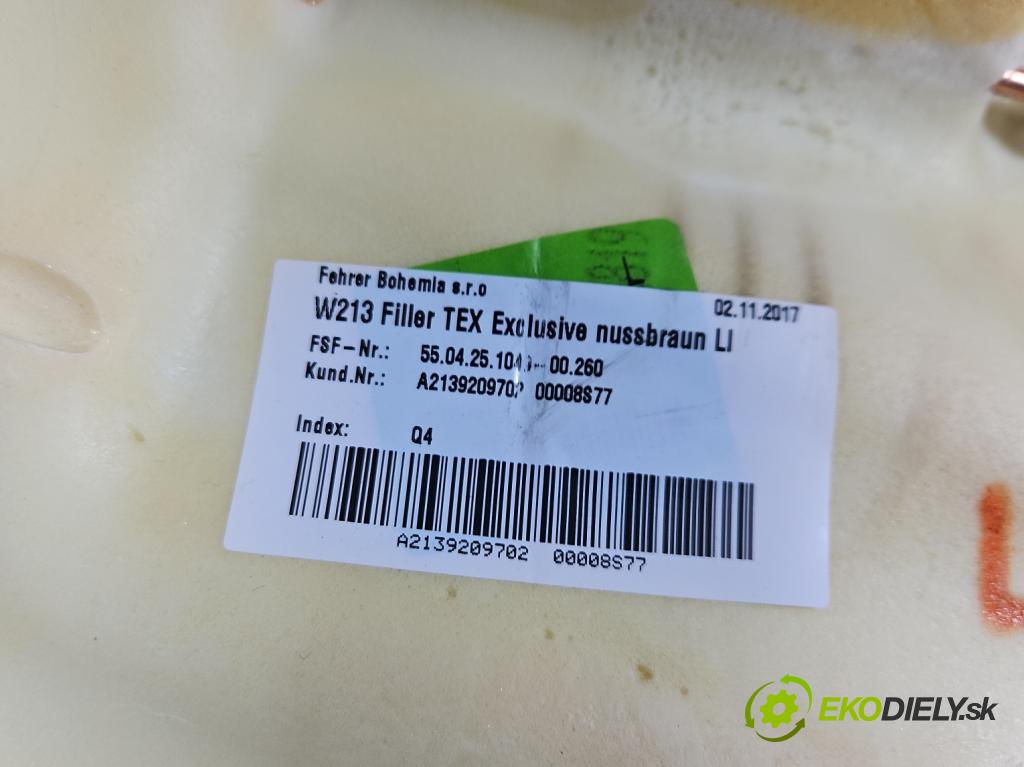 L
Fehrer Bohemia s.r.o
02.11.2017
W213 Filler TEX Exclusive nussbraun LI
FSF-Nr.: 00.260
Kund.Nr.: A2139209702 00008S77
Index: Q4
A2139209702 00008S77
L
EKODIELY.sk